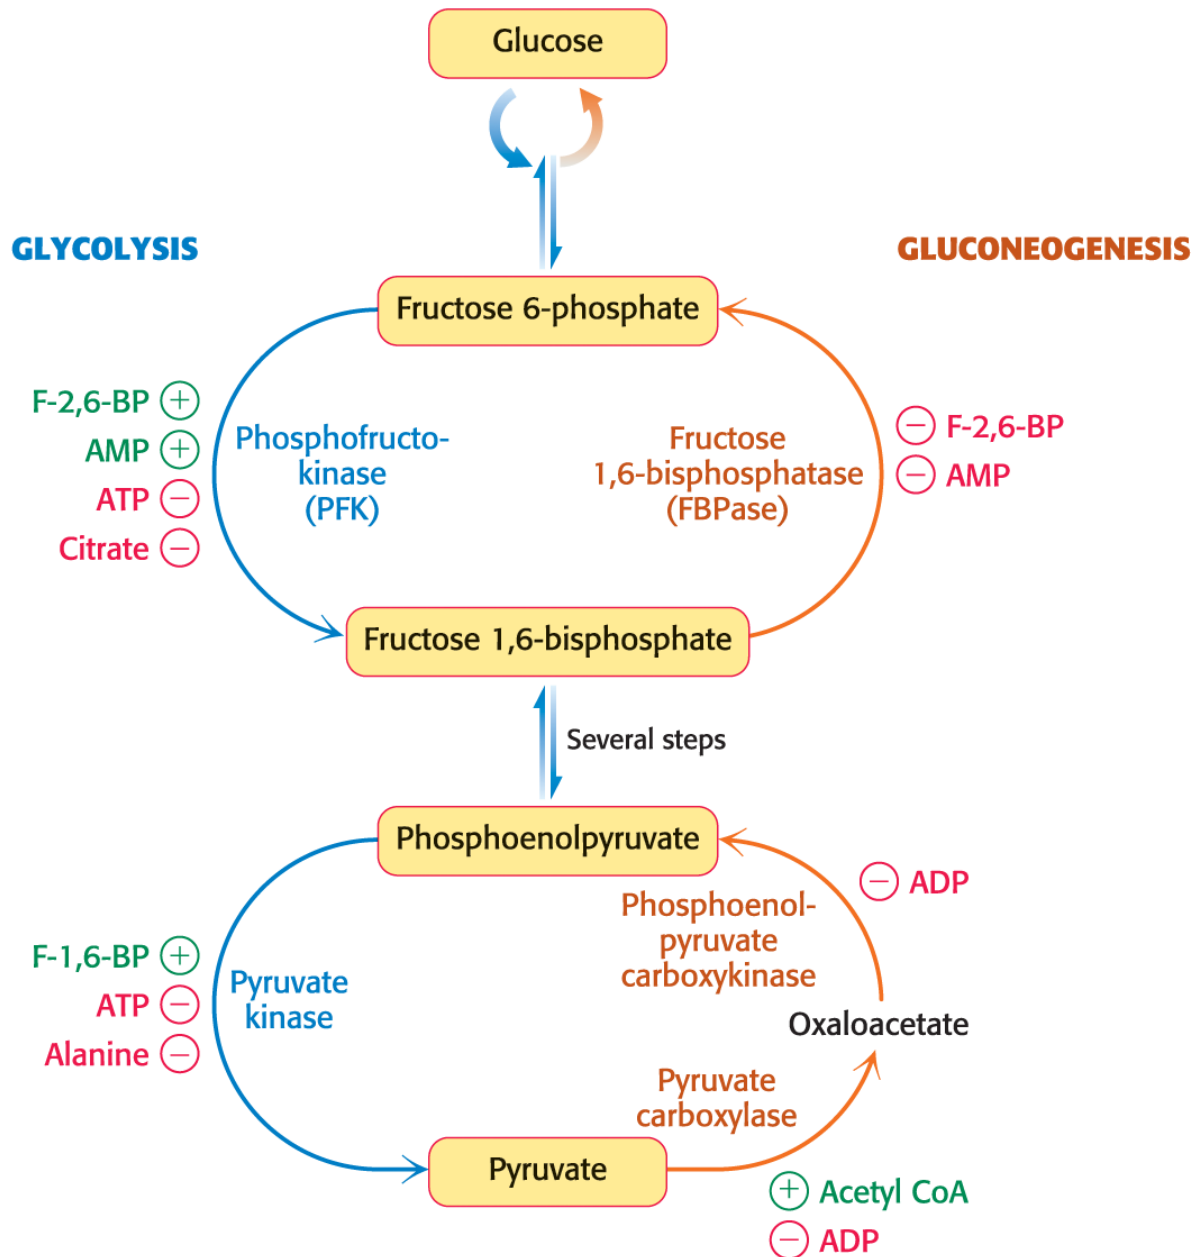 Glucose
GLYCOLYSIS
GLUCONEOGENESIS
Fructose 6-phosphate
F-2,6-BP +
AMP +
ATP −
Citrate −
Phosphofructo-
kinase
(PFK)
Fructose
1,6-bisphosphatase
(FBPase)
− F-2,6-BP
− AMP
Fructose 1,6-bisphosphate
Several steps
Phosphoenolpyruvate
F-1,6-BP +
ATP −
Alanine −
Pyruvate
kinase
Phosphoenol-
pyruvate
carboxykinase
− ADP
Oxaloacetate
Pyruvate
carboxylase
Pyruvate
+ Acetyl CoA
− ADP